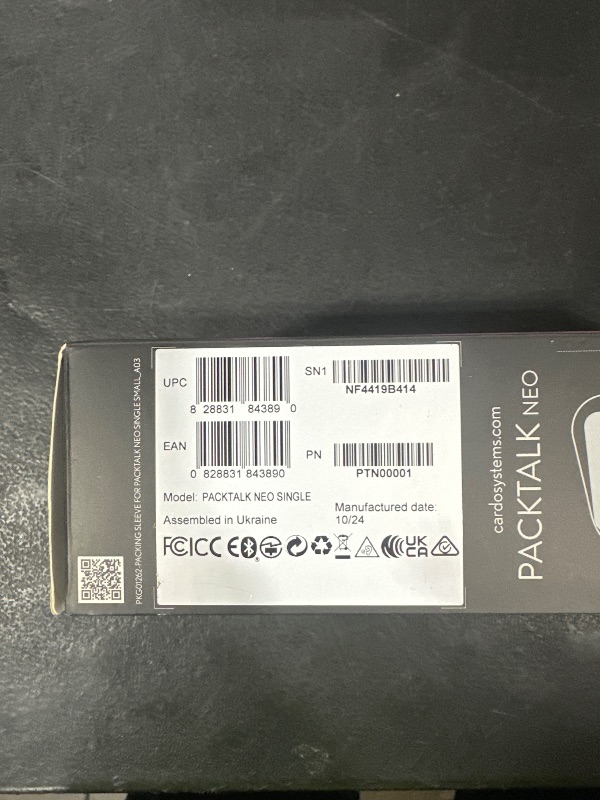 PKG01262-PACKING SLEEVE FOR PACKTALK NEO SINGLE SMALL_A03
UPC
8 28831 84389 0
SN1
NF4419B414
EAN
0 828831 843890
PN
PTN00001
Model: PACKTALK NEO SINGLE
Assembled in Ukraine
Manufactured date:
10/24
FC ICC CE UK CA
cardosystems.com
PACKTALK NEO